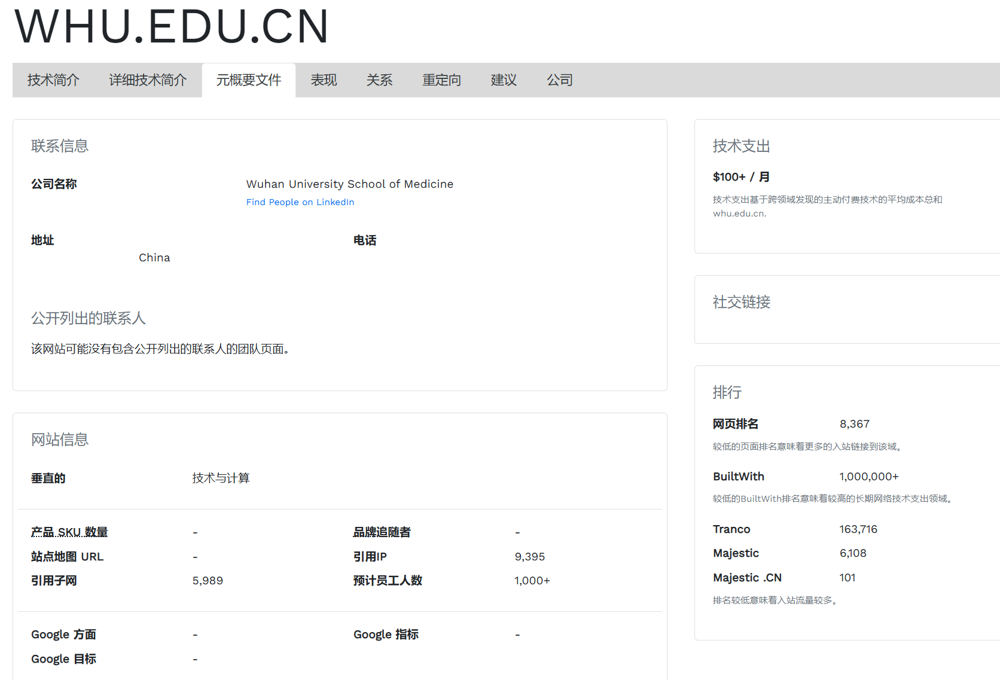 WHU.EDU.CN
技术简介 详细技术简介 元概要文件 表现 关系 重定向 建议 公司
联系信息
公司名称 Wuhan University School of Medicine
Find People on LinkedIn
地址 电话
China
公开列出的联系人
该网站可能没有包含公开列出的联系人的团队页面。
网站信息
垂直的 技术与计算
产品 SKU 数量 - 品牌追随者 -
站点地图 URL - 引用IP 9,395
引用子网 5,989 预计员工人数 1,000+
Google 方面 - Google 指标 -
Google 目标 -
技术支出
$100+ / 月
技术支出基于跨领域发现的主动付费技术的平均成本总和
whu.edu.cn.
社交链接
排行
网页排名 8,367
较低的页面排名意味着更多的入站链接到该域。
BuiltWith 1,000,000+
较低的BuiltWith排名意味着较高的长期网络技术支出领域。
Tranco 163,716
Majestic 6,108
Majestic .CN 101
排名较低意味着入站流量较多。